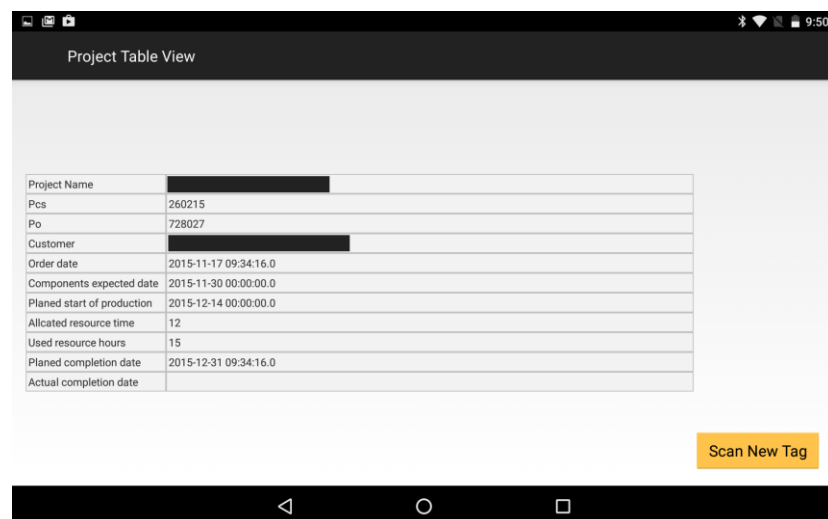 9:50
Project Table View
Project Name
Pcs 260215
Po 728027
Customer
Order date 2015-11-17 09:34:16.0
Components expected date 2015-11-30 00:00:00.0
Planed start of production 2015-12-14 00:00:00.0
Allcated resource time 12
Used resource hours 15
Planed completion date 2015-12-31 09:34:16.0
Actual completion date
Scan New Tag